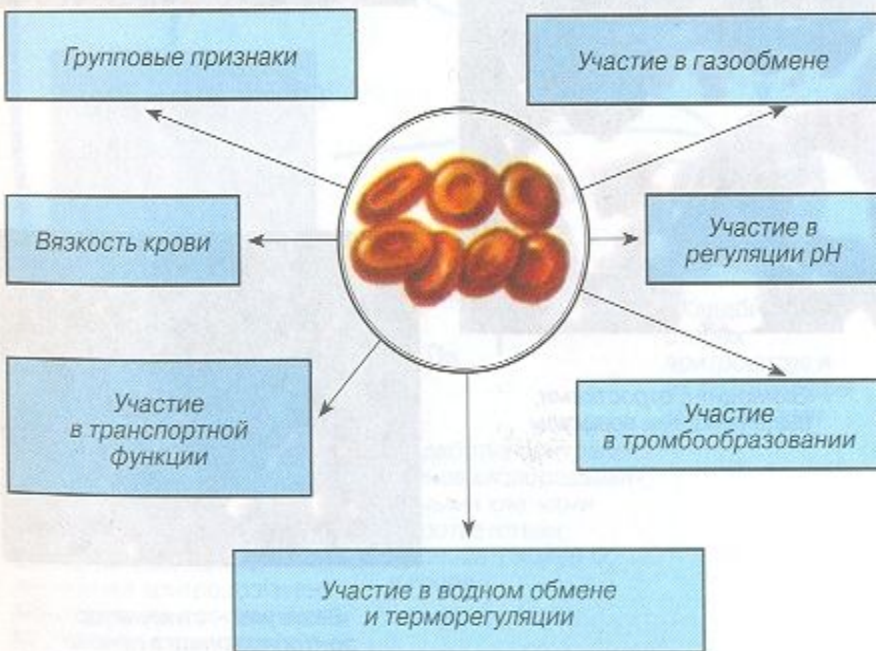 Групповые признаки
Участие в газообмене
Вязкость крови
Участие в
регуляции pH
Участие
в транспортной
функции
Участие
в тромбообразовании
Участие в водном обмене
и терморегуляции